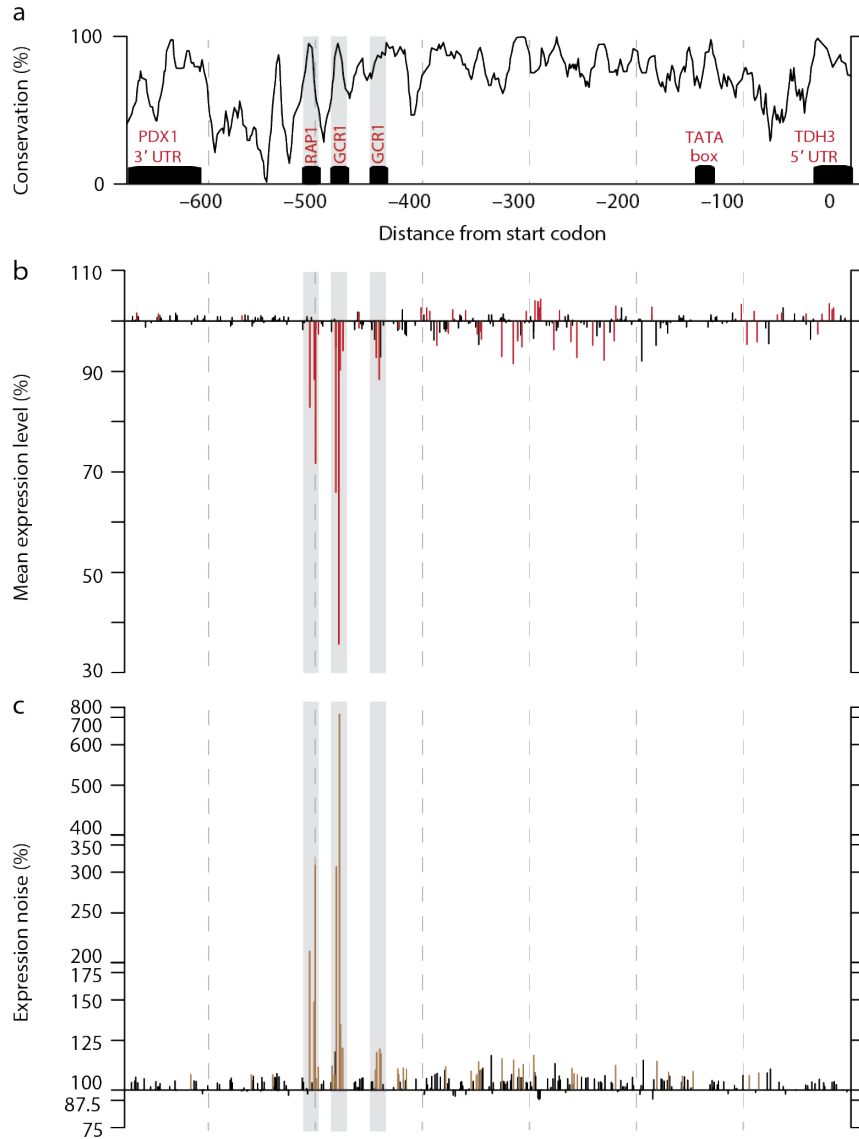 a
Conservation (%)
100
0
PDX1
3′ UTR
RAP1
GCR1
GCR1
TATA
box
TDH3
5′ UTR
−600
−500
−400
−300
−200
−100
0
Distance from start codon
b
Mean expression level (%)
110
90
70
50
30
c
Expression noise (%)
800
700
600
500
400
350
300
200
175
150
125
100
87.5
75